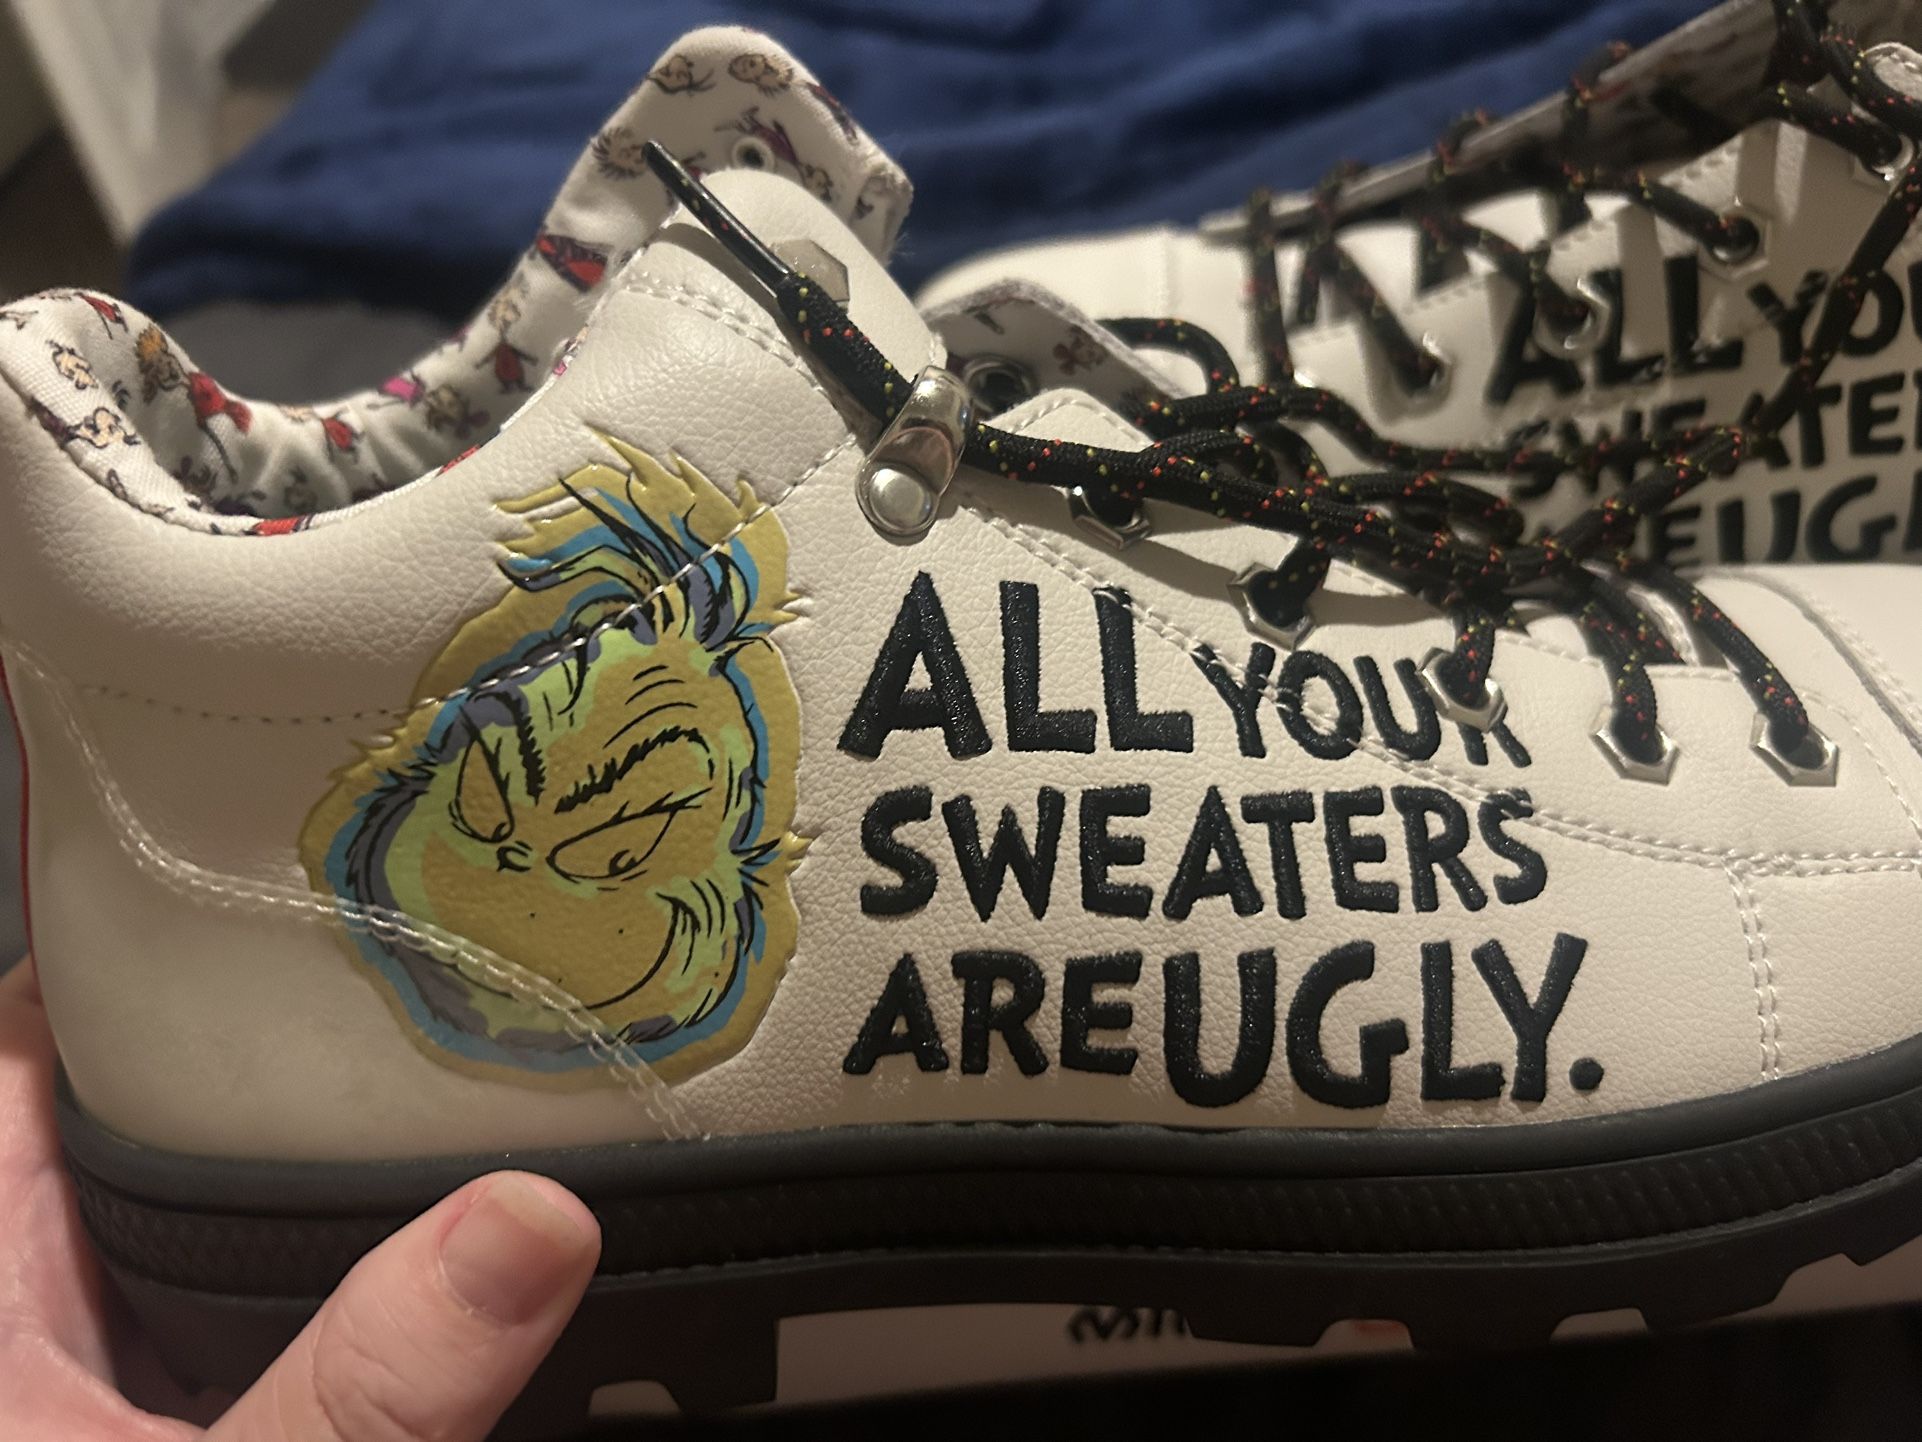 ALL YOUR
SWEATERS
ARE UGLY.
ALL YOU
SWEATE
ARE UGL